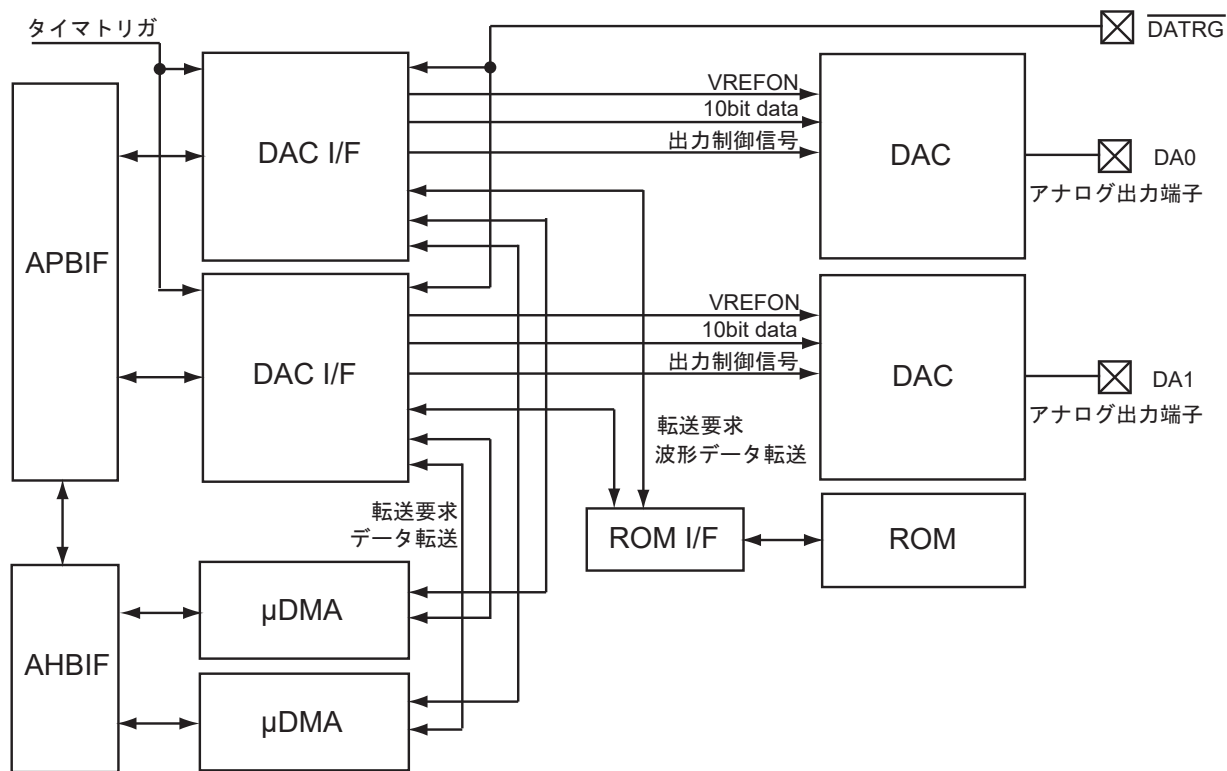 タイマトリガ
DATRG
VREFON
10bit data
出力制御信号
DAC I/F
DAC
DA0
アナログ出力端子
APBIF
VREFON
10bit data
出力制御信号
DAC I/F
DAC
DA1
アナログ出力端子
転送要求
波形データ転送
転送要求
データ転送
ROM I/F
ROM
μDMA
AHBIF
μDMA